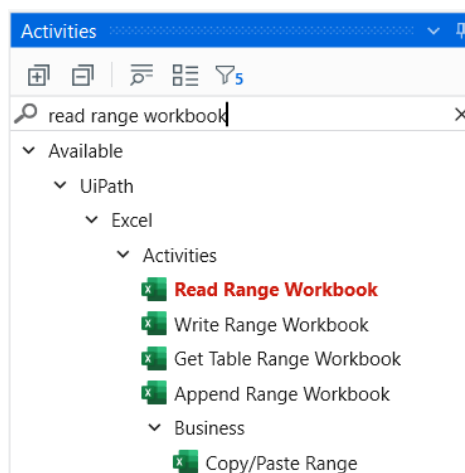 Activities
5
read range workbook
Available
UiPath
Excel
Activities
Read Range Workbook
Write Range Workbook
Get Table Range Workbook
Append Range Workbook
Business
Copy/Paste Range